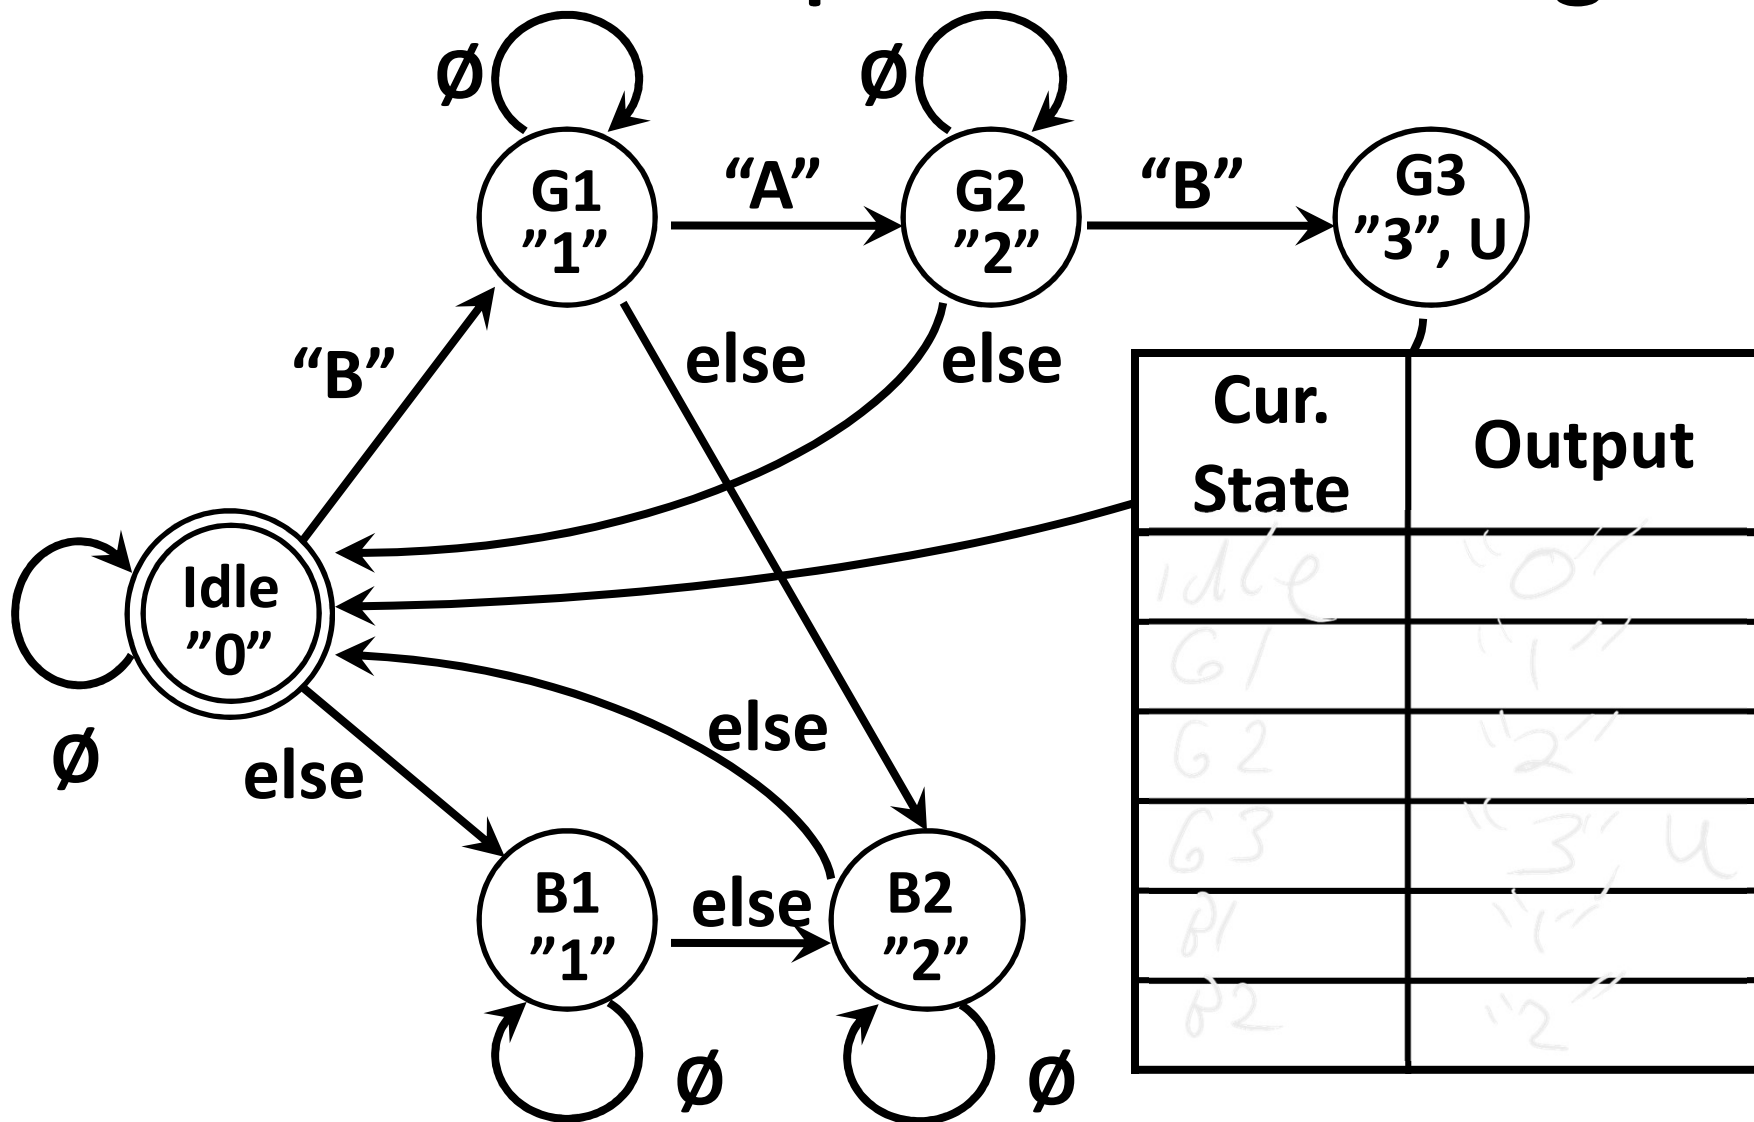 Ø
Ø
G1
”1”
“A”
G2
”2”
“B”
G3
”3”, U
“B”
else
else
Idle
”0”
Ø
else
else
B1
”1”
else
B2
”2”
Ø
Ø
Cur.
State
Output
Idle "0"
G1 "1"
G2 "2"
G3 "3" U
B1 "1"
B2 "2"